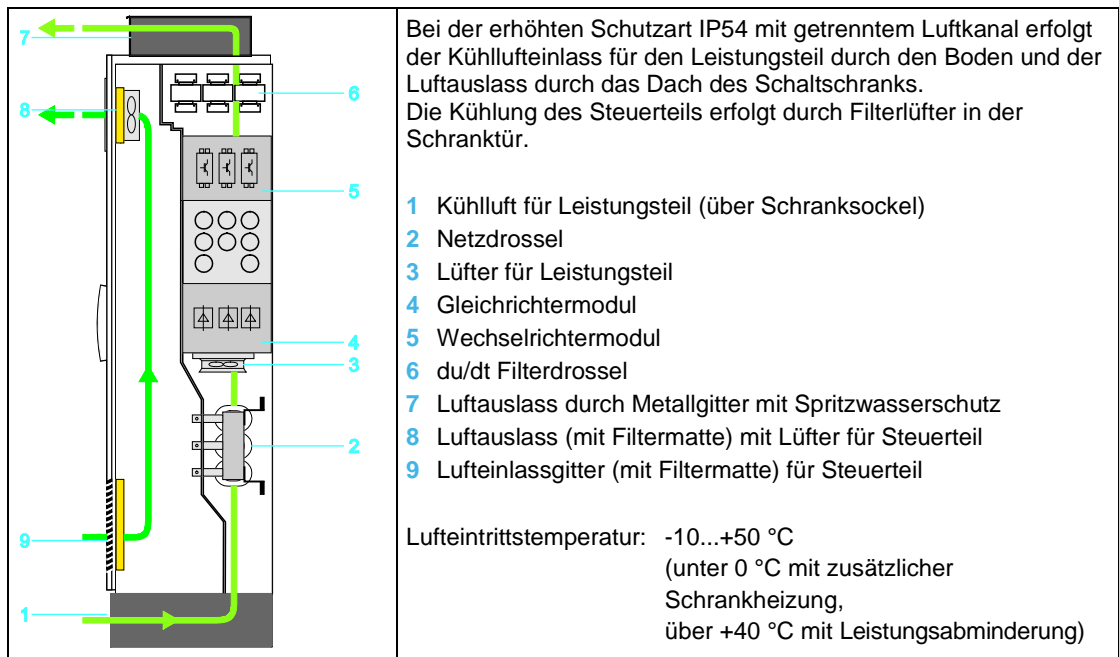 7
8
6
5
4
3
2
9
1
Bei der erhöhten Schutzart IP54 mit getrenntem Luftkanal erfolgt
der Kühllufteinlass für den Leistungsteil durch den Boden und der
Luftauslass durch das Dach des Schaltschranks.
Die Kühlung des Steuerteils erfolgt durch Filterlüfter in der
Schranktür.
1 Kühlluft für Leistungsteil (über Schranksockel)
2 Netzdrossel
3 Lüfter für Leistungsteil
4 Gleichrichtermodul
5 Wechselrichtermodul
6 du/dt Filterdrossel
7 Luftauslass durch Metallgitter mit Spritzwasserschutz
8 Luftauslass (mit Filtermatte) mit Lüfter für Steuerteil
9 Lufteinlassgitter (mit Filtermatte) für Steuerteil
Lufteintrittstemperatur: -10...+50 °C
(unter 0 °C mit zusätzlicher
Schrankheizung,
über +40 °C mit Leistungsabminderung)